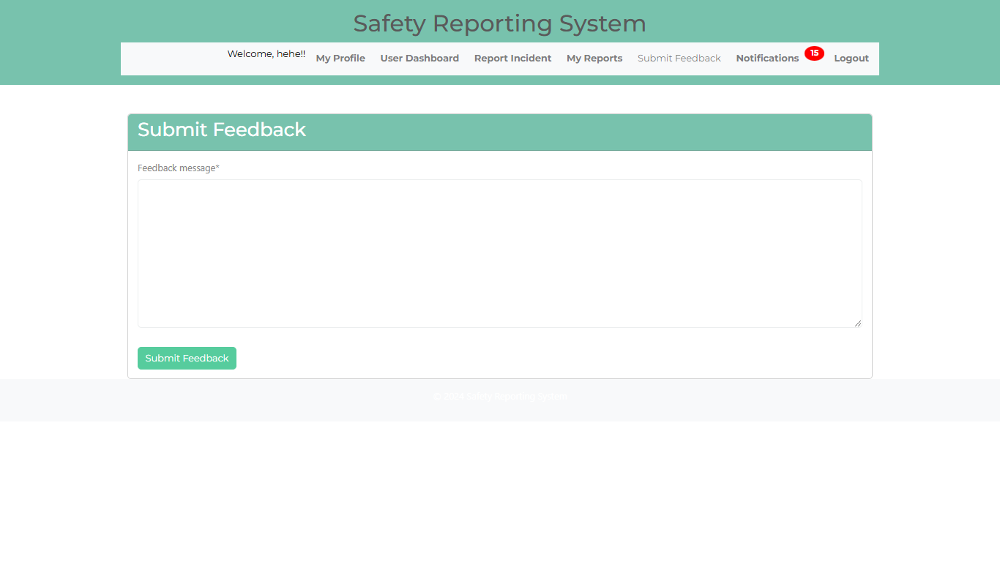 Safety Reporting System
Welcome, hehe!! My Profile User Dashboard Report Incident My Reports Submit Feedback Notifications 15 Logout
Submit Feedback
Feedback message*
Submit Feedback
© 2024 Safety Reporting System